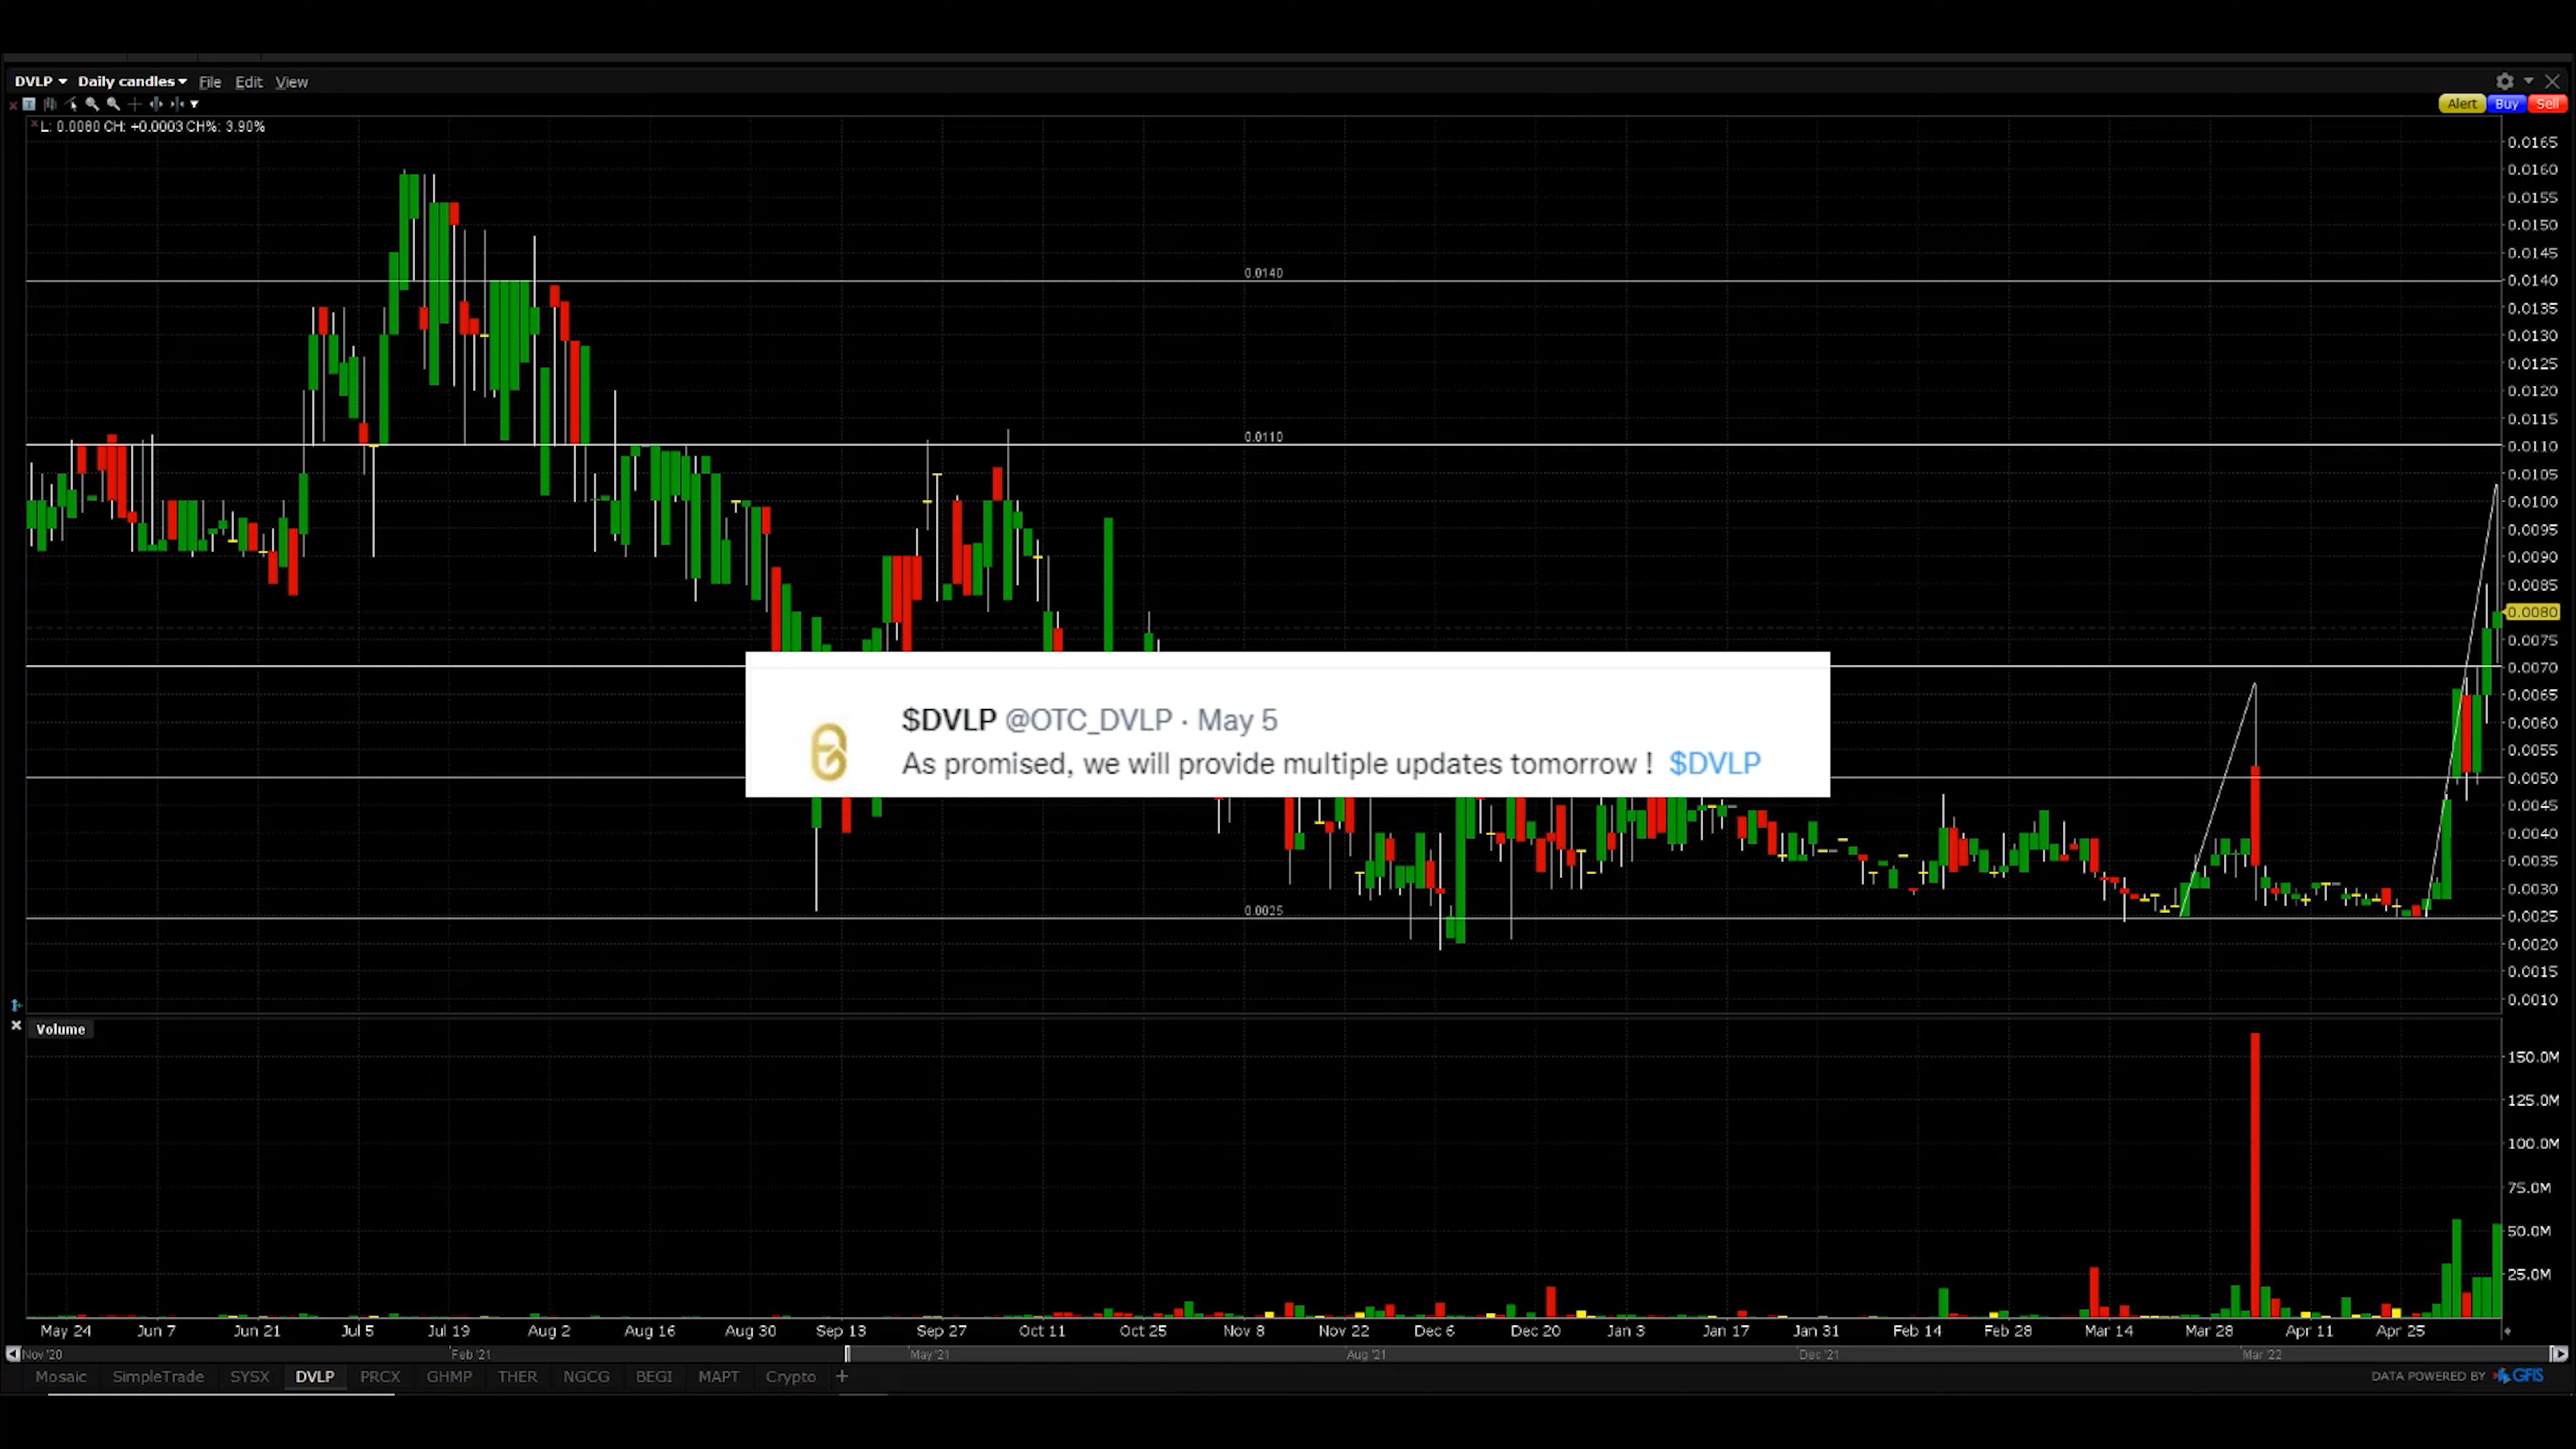 DVLP Daily candles File Edit View
Alert Buy Sell
L: 0.0080 CH: +0.0003 CH%: 3.90%
0.0165
0.0160
0.0155
0.0150
0.0145
0.0140 0.0140
0.0135
0.0130
0.0125
0.0120
0.0115
0.0110 0.0110
0.0105
0.0100
0.0095
0.0090
0.0085
0.0080
0.0075
0.0070
0.0065
$DVLP @OTC_DVLP · May 5
0.0060
As promised, we will provide multiple updates tomorrow ! $DVLP
0.0055
0.0050
0.0045
0.0040
0.0035
0.0030
0.0025 0.0025
0.0020
0.0015
0.0010
Volume
150.0M
125.0M
100.0M
75.0M
50.0M
25.0M
May 24 Jun 7 Jun 21 Jul 5 Jul 19 Aug 2 Aug 16 Aug 30 Sep 13 Sep 27 Oct 11 Oct 25 Nov 8 Nov 22 Dec 6 Dec 20 Jan 3 Jan 17 Jan 31 Feb 14 Feb 28 Mar 14 Mar 28 Apr 11 Apr 25
Nov '20 Feb '21 May '21 Aug '21 Dec '21 Mar '22
Mosaic SimpleTrade SYSX DVLP PRCX GHMP THER NGCG BEGI MAPT Crypto + DATA POWERED BY GFIS